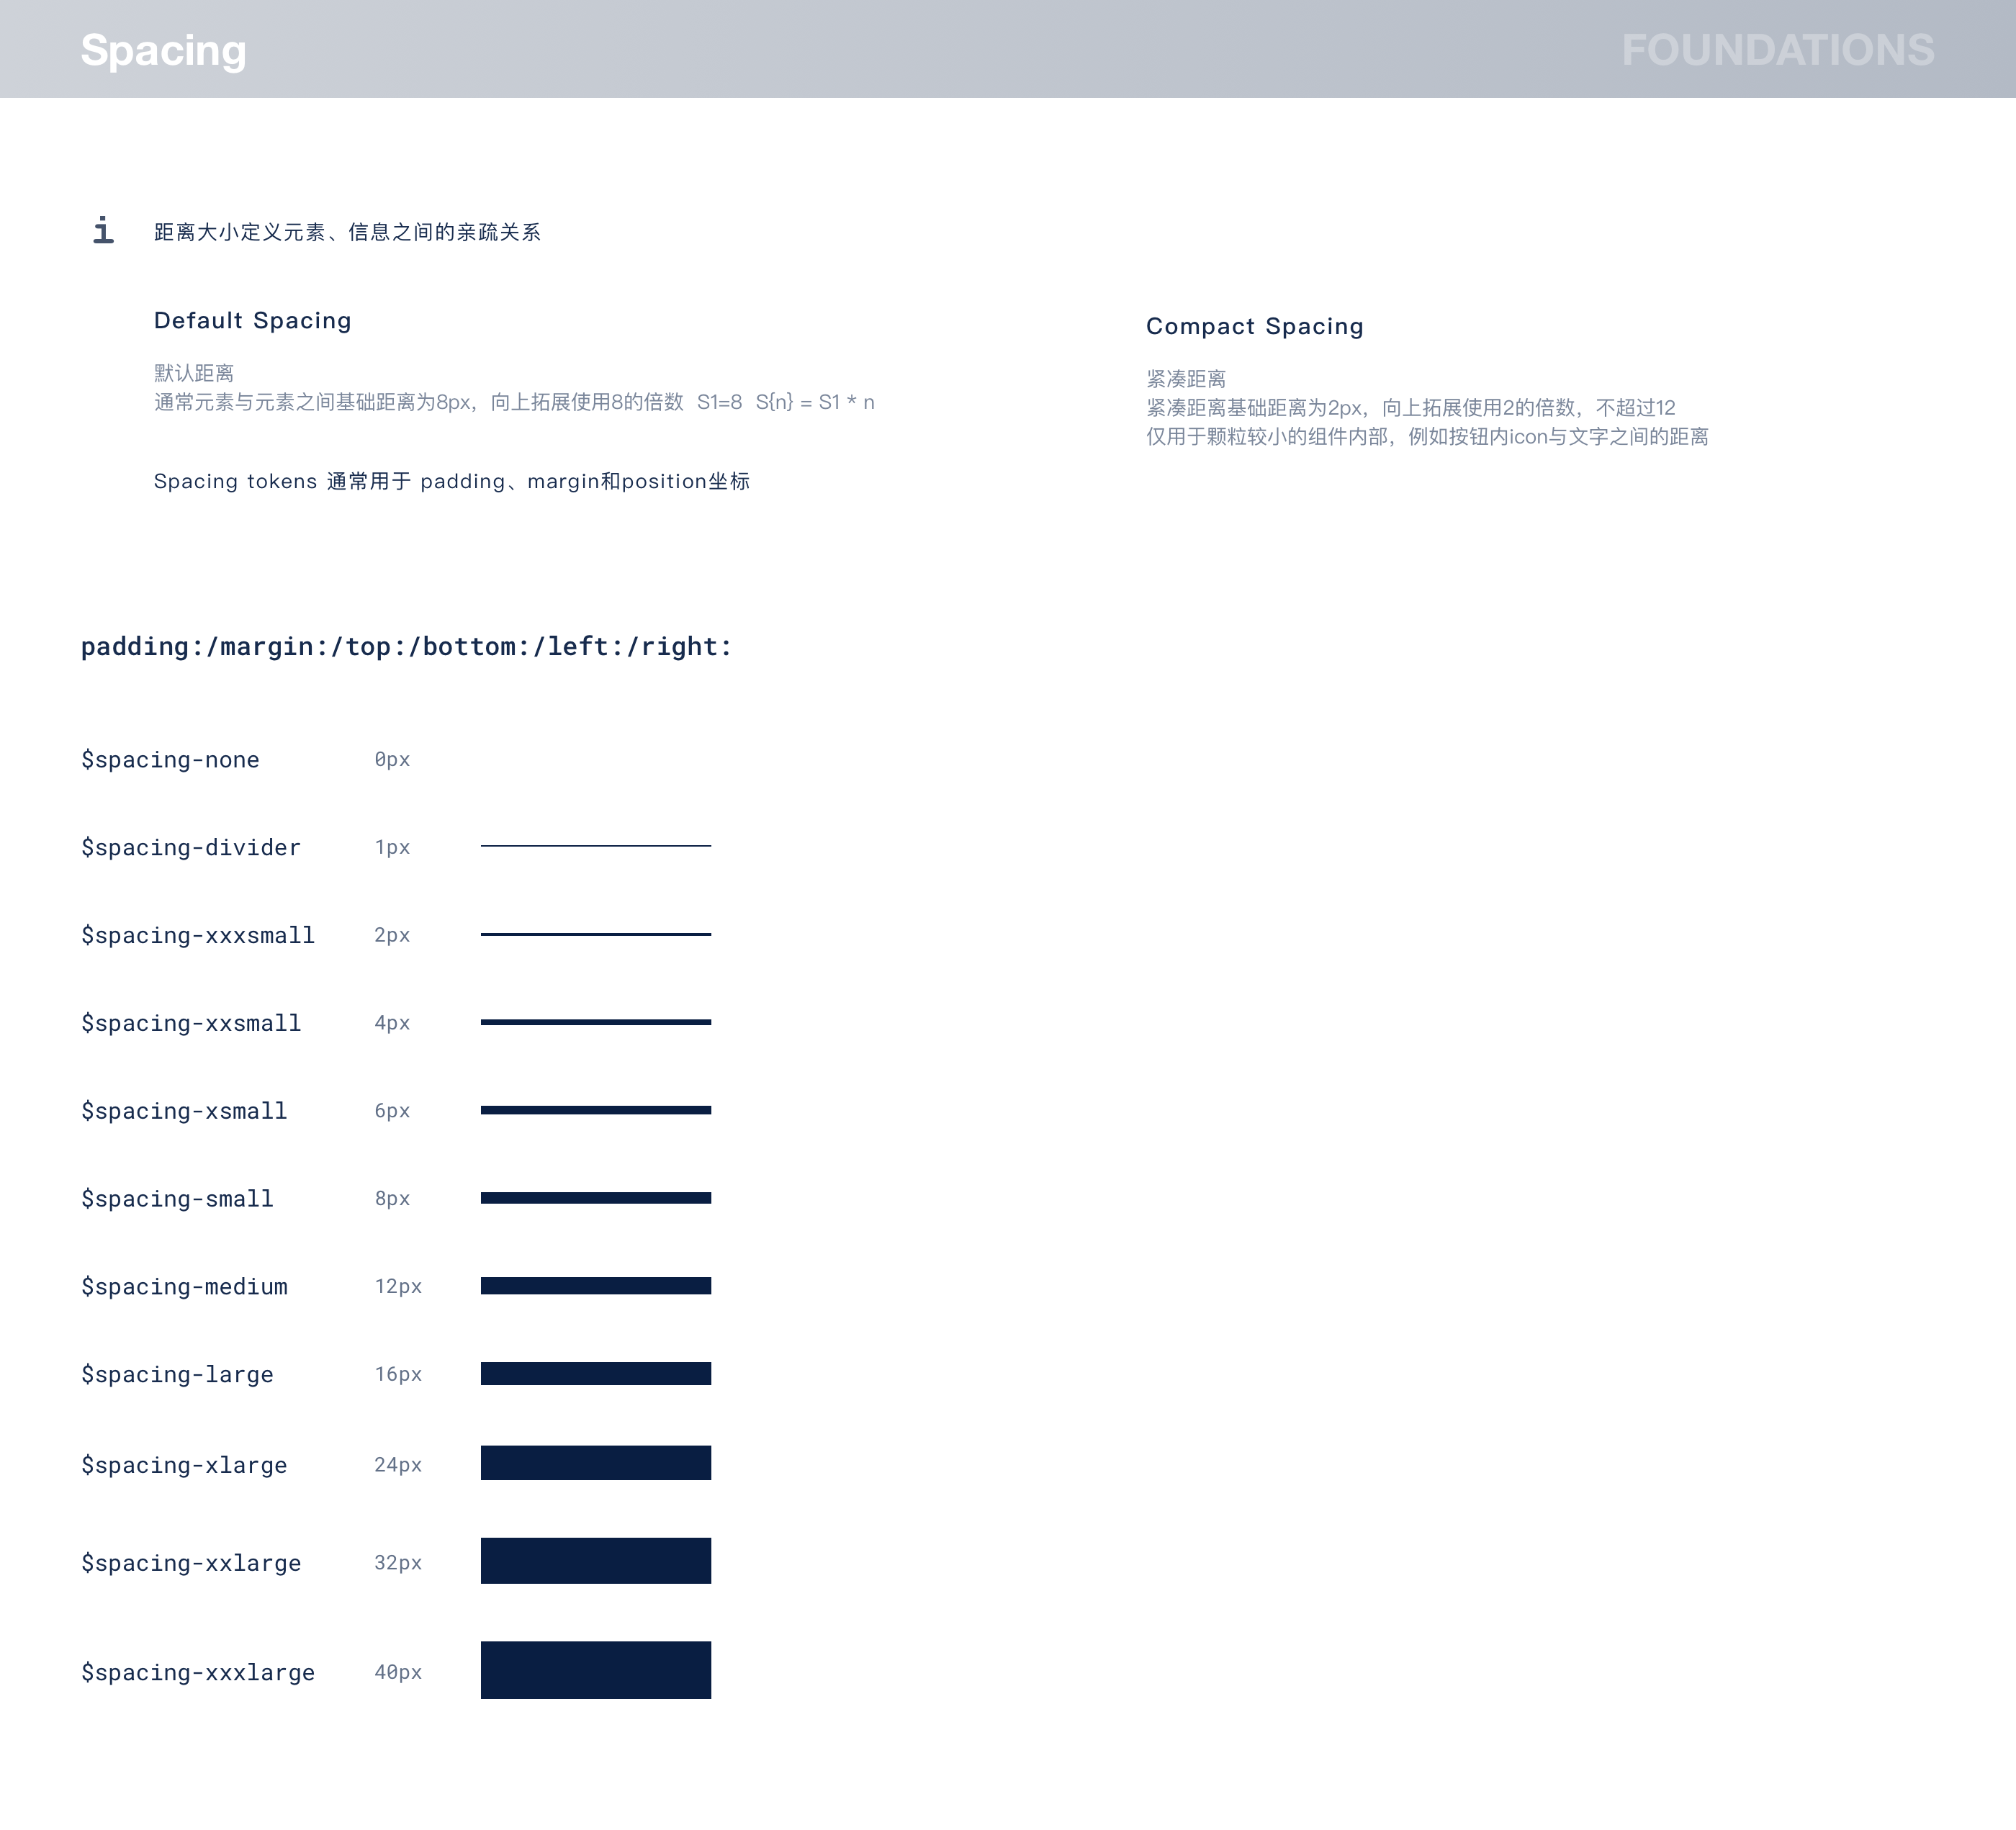 Spacing
FOUNDATIONS
i
距离大小定义元素、信息之间的亲疏关系
Default Spacing
默认距离
通常元素与元素之间基础距离为8px，向上拓展使用8的倍数  S1=8  S{n} = S1 * n
Spacing tokens 通常用于 padding、margin和position坐标
Compact Spacing
紧凑距离
紧凑距离基础距离为2px，向上拓展使用2的倍数，不超过12
仅用于颗粒较小的组件内部，例如按钮内icon与文字之间的距离
padding:/margin:/top:/bottom:/left:/right:
$spacing-none 0px
$spacing-divider 1px
$spacing-xxxsmall 2px
$spacing-xxsmall 4px
$spacing-xsmall 6px
$spacing-small 8px
$spacing-medium 12px
$spacing-large 16px
$spacing-xlarge 24px
$spacing-xxlarge 32px
$spacing-xxxlarge 40px